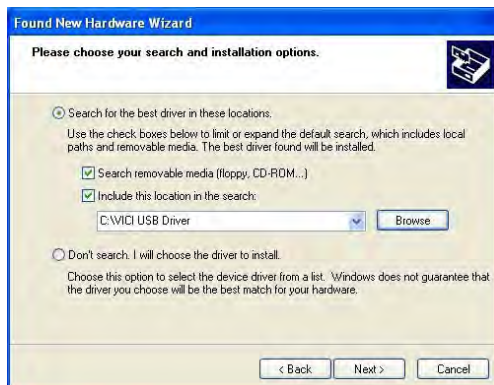 Found New Hardware Wizard
Please choose your search and installation options.
Search for the best driver in these locations.
Use the check boxes below to limit or expand the default search, which includes local
paths and removable media. The best driver found will be installed.
Search removable media (floppy, CD-ROM...)
Include this location in the search:
C:\VICI USB Driver
Browse
Don't search. I will choose the driver to install.
Choose this option to select the device driver from a list. Windows does not guarantee that
the driver you choose will be the best match for your hardware.
< Back
Next >
Cancel